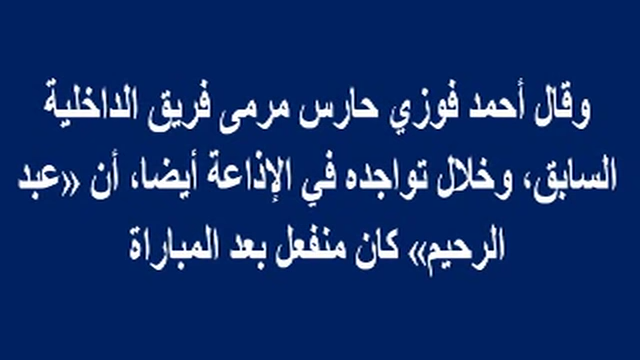 وقال أحمد فوزي حارس مرمى فريق الداخلية
السابق، وخلال تواجده في الإذاعة أيضا، أن «عبد
الرحيم» كان منفعل بعد المباراة